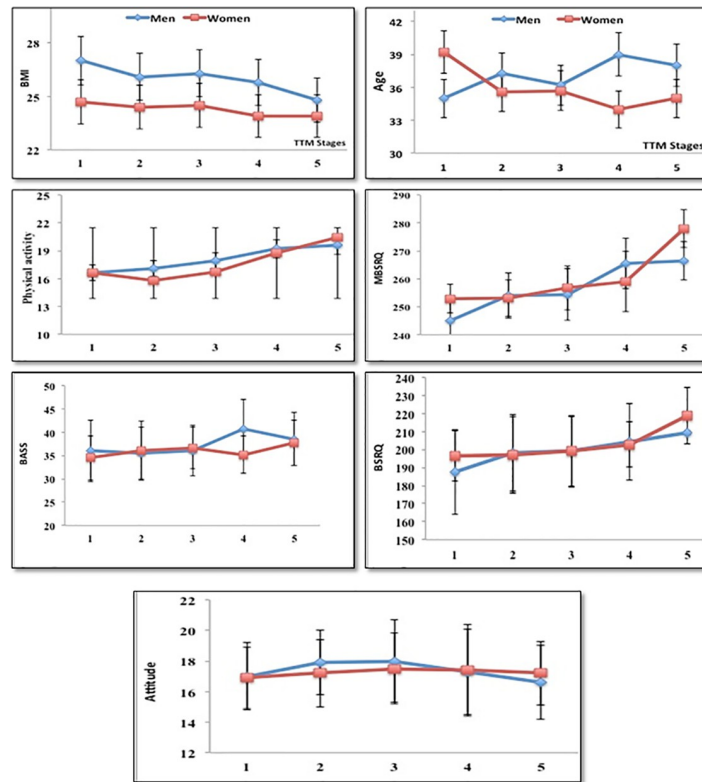 Men Women
28
25
22
BMI
1 2 3 4 5
TTM Stages
Men Women
42
39
36
33
30
Age
1 2 3 4 5
TTM Stages
25
22
19
16
13
10
Physical activity
1 2 3 4 5
290
280
270
260
250
240
MBSRQ
1 2 3 4 5
50
45
40
35
30
25
20
BASS
1 2 3 4 5
240
230
220
210
200
190
180
170
160
150
BSRQ
1 2 3 4 5
22
20
18
16
14
12
Attitude
1 2 3 4 5